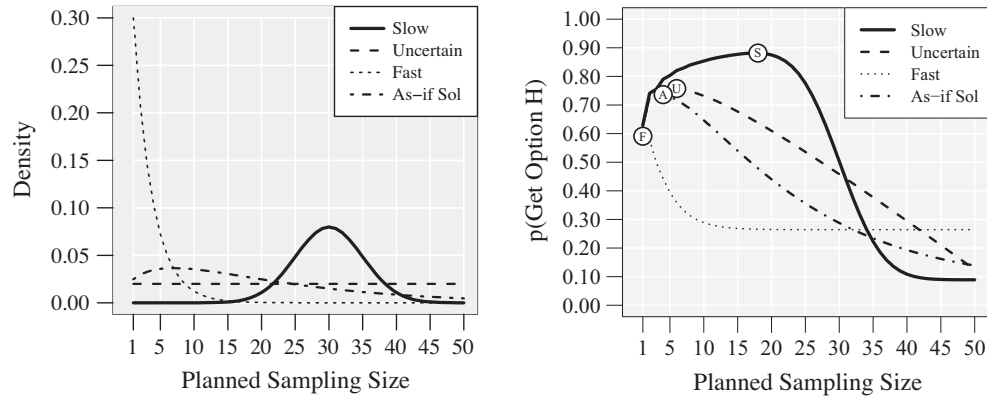 0.30
0.25
0.20
0.15
0.10
0.05
0.00
Density
Slow
Uncertain
Fast
As−if Sol
1 5 10 15 20 25 30 35 40 45 50
Planned Sampling Size
1.00
0.90
0.80
0.70
0.60
0.50
0.40
0.30
0.20
0.10
0.00
p(Get Option H)
Slow
Uncertain
Fast
As−if Sol
S
A U
F
1 5 10 15 20 25 30 35 40 45 50
Planned Sampling Size